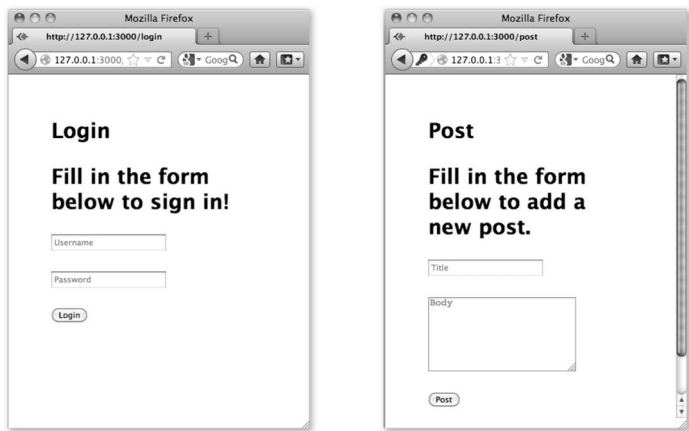 Mozilla Firefox
http://127.0.0.1:3000/login
127.0.0.1:3000,
Goog
Login
Fill in the form
below to sign in!
Username
Password
Login
Mozilla Firefox
http://127.0.0.1:3000/post
127.0.0.1:3
Goog
Post
Fill in the form
below to add a
new post.
Title
Body
Post